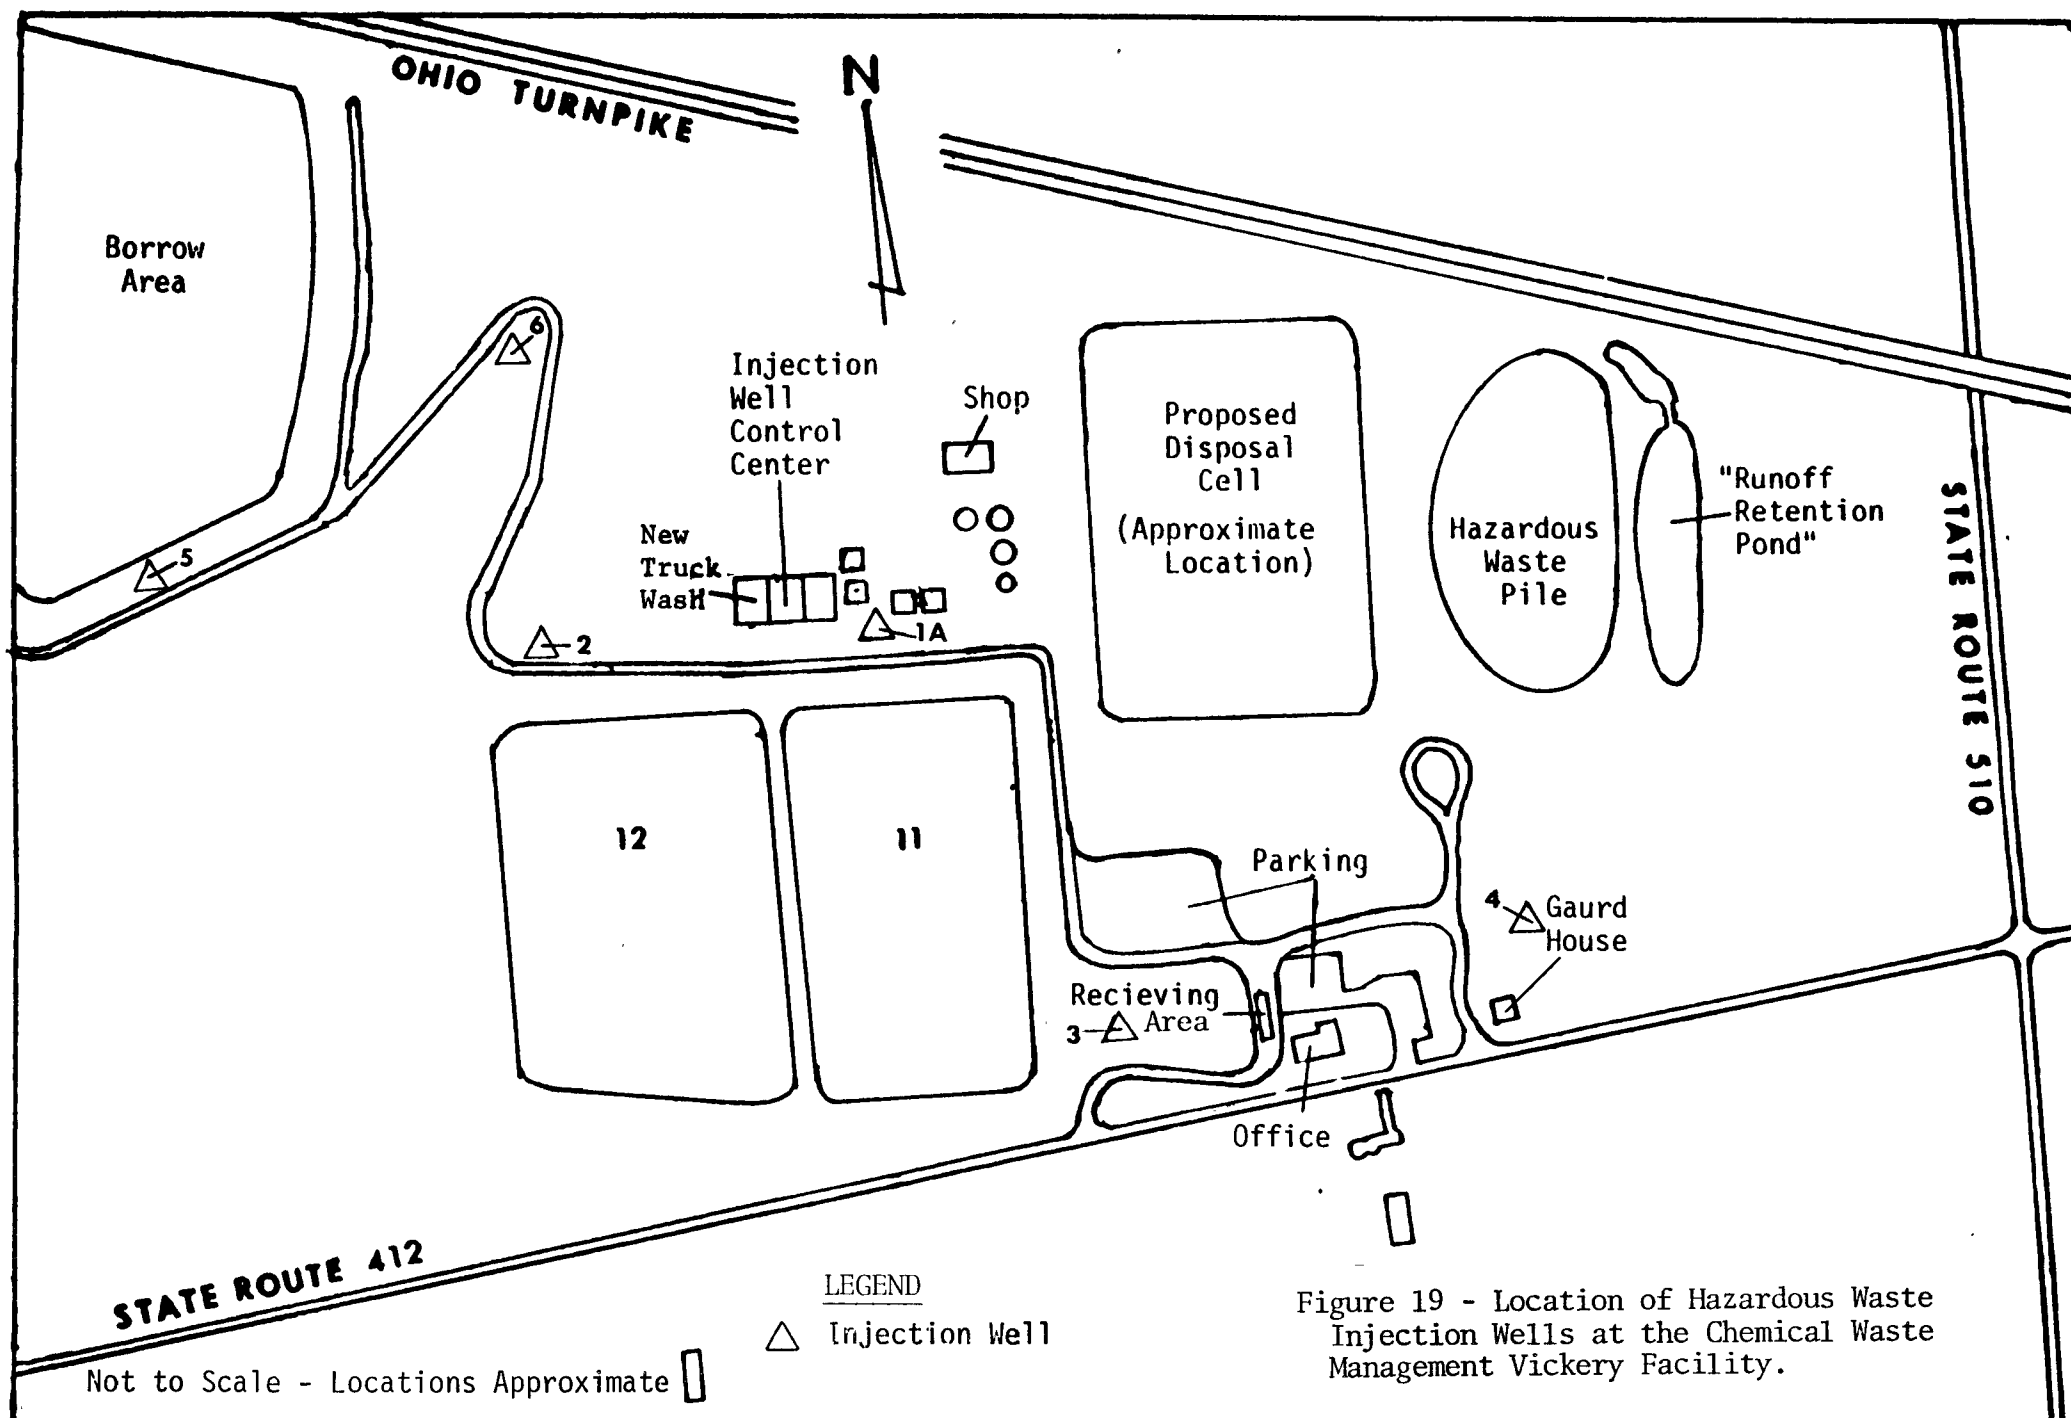 OHIO TURNPIKE
N
Borrow
Area
6
Injection
Well
Control
Center
Shop
Proposed
Disposal
Cell
(Approximate
Location)
Hazardous
Waste
Pile
"Runoff
Retention
Pond"
STATE ROUTE 510
New
Truck
Wash
5
2
1A
12
11
Parking
4
Gaurd
House
Recieving
Area
3
Office
STATE ROUTE 412
LEGEND
Injection Well
Not to Scale - Locations Approximate
Figure 19 - Location of Hazardous Waste
Injection Wells at the Chemical Waste
Management Vickery Facility.